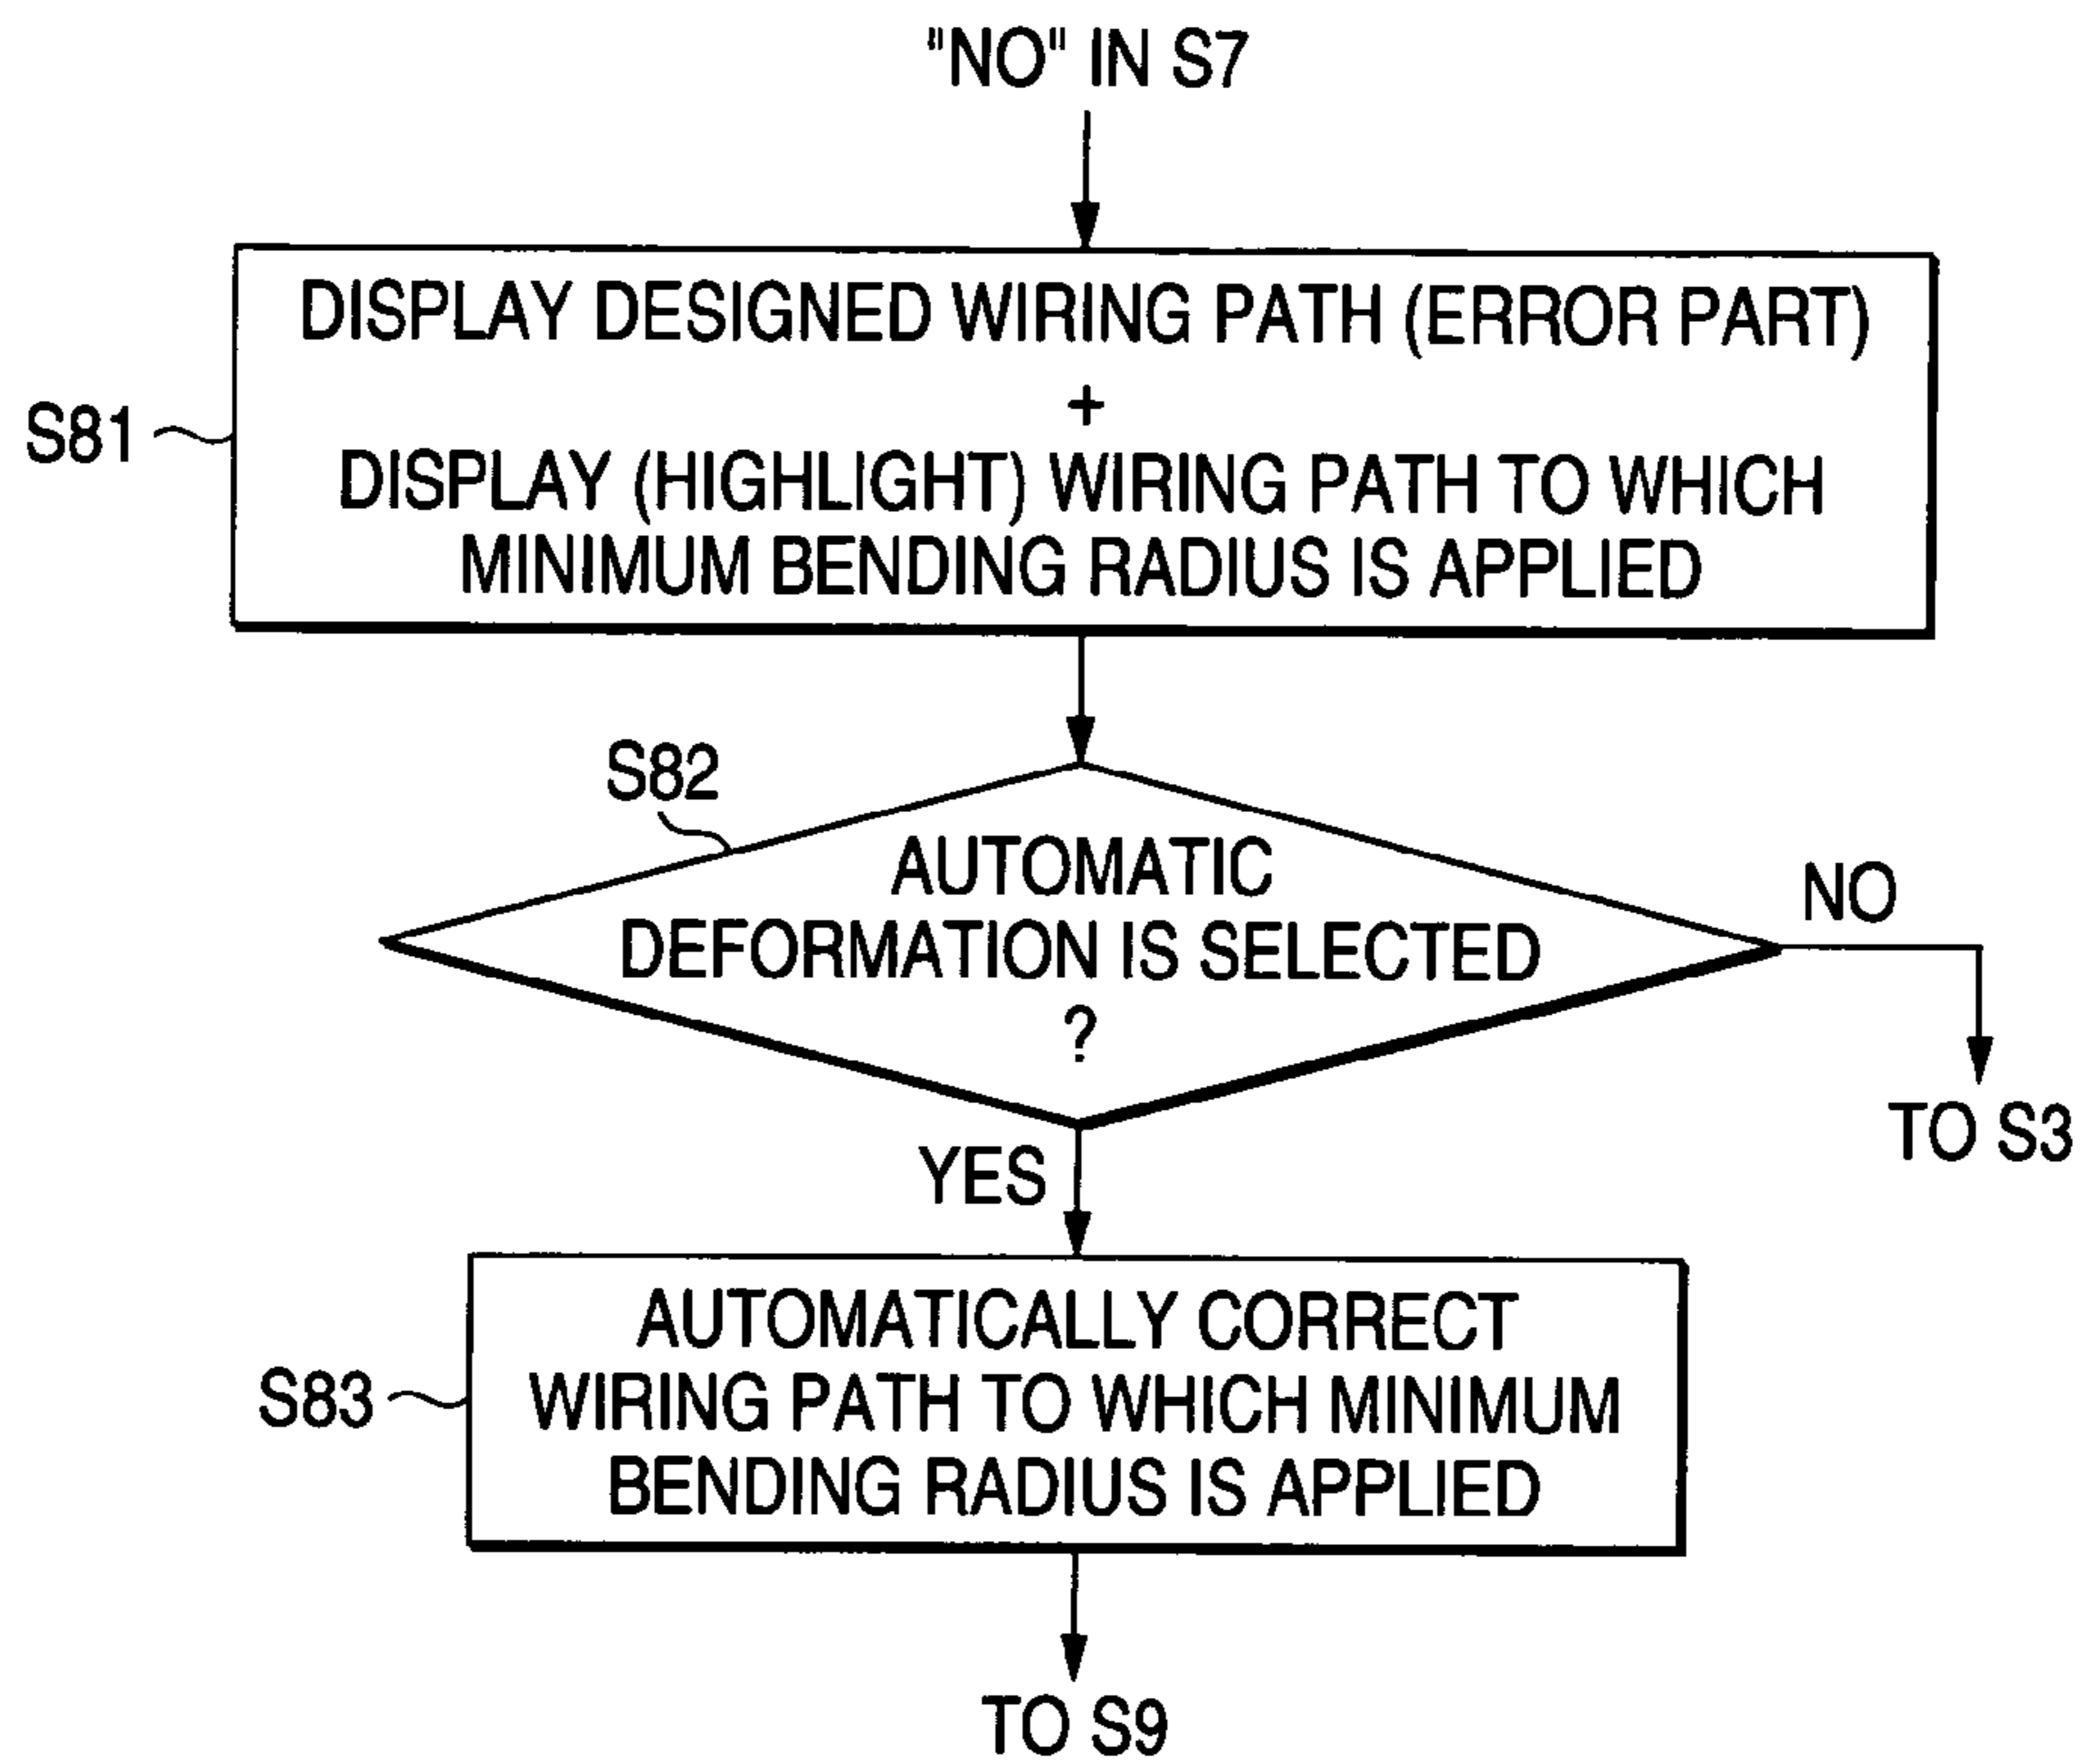 "NO" IN S7
DISPLAY DESIGNED WIRING PATH (ERROR PART)
+
DISPLAY (HIGHLIGHT) WIRING PATH TO WHICH
MINIMUM BENDING RADIUS IS APPLIED
S81
S82
AUTOMATIC
DEFORMATION IS SELECTED
?
NO
TO S3
YES
AUTOMATICALLY CORRECT
WIRING PATH TO WHICH MINIMUM
BENDING RADIUS IS APPLIED
S83
TO S9